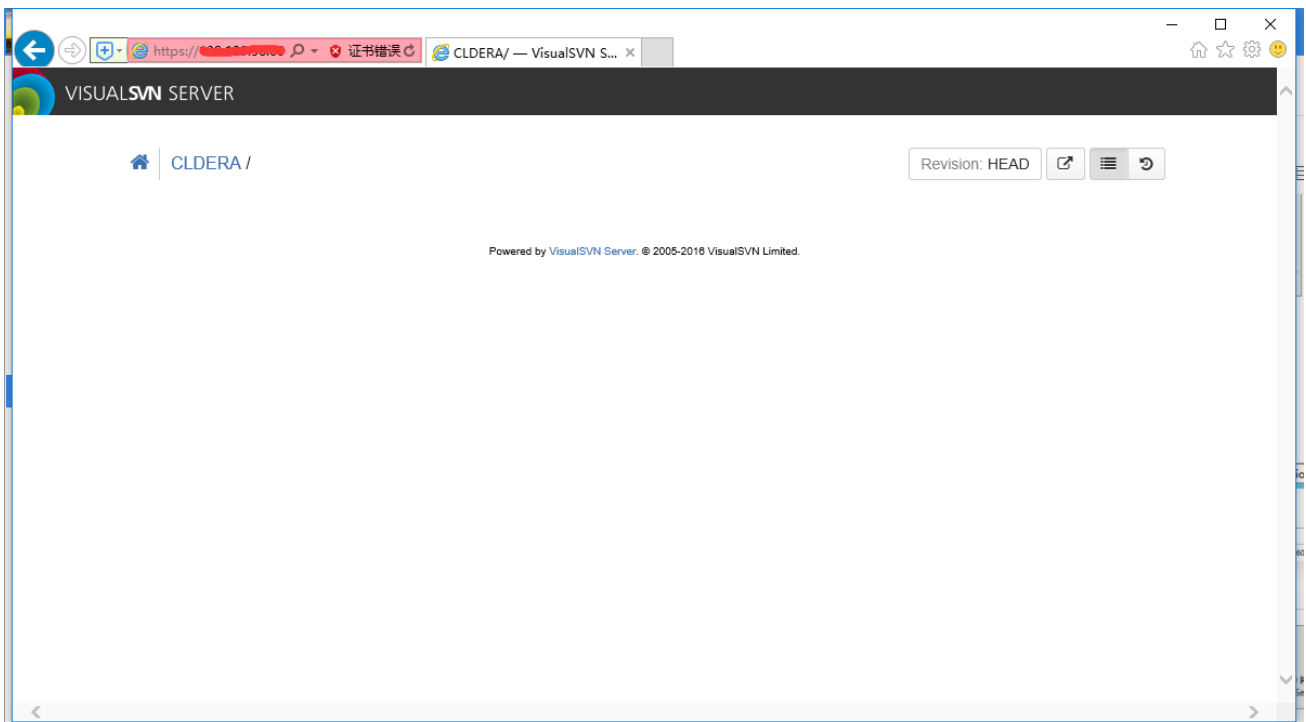 https://
证书错误
CLDERA/ — VisualSVN S...
VISUALSVN SERVER
CLDERA /
Revision: HEAD
Powered by VisualSVN Server. © 2005-2016 VisualSVN Limited.